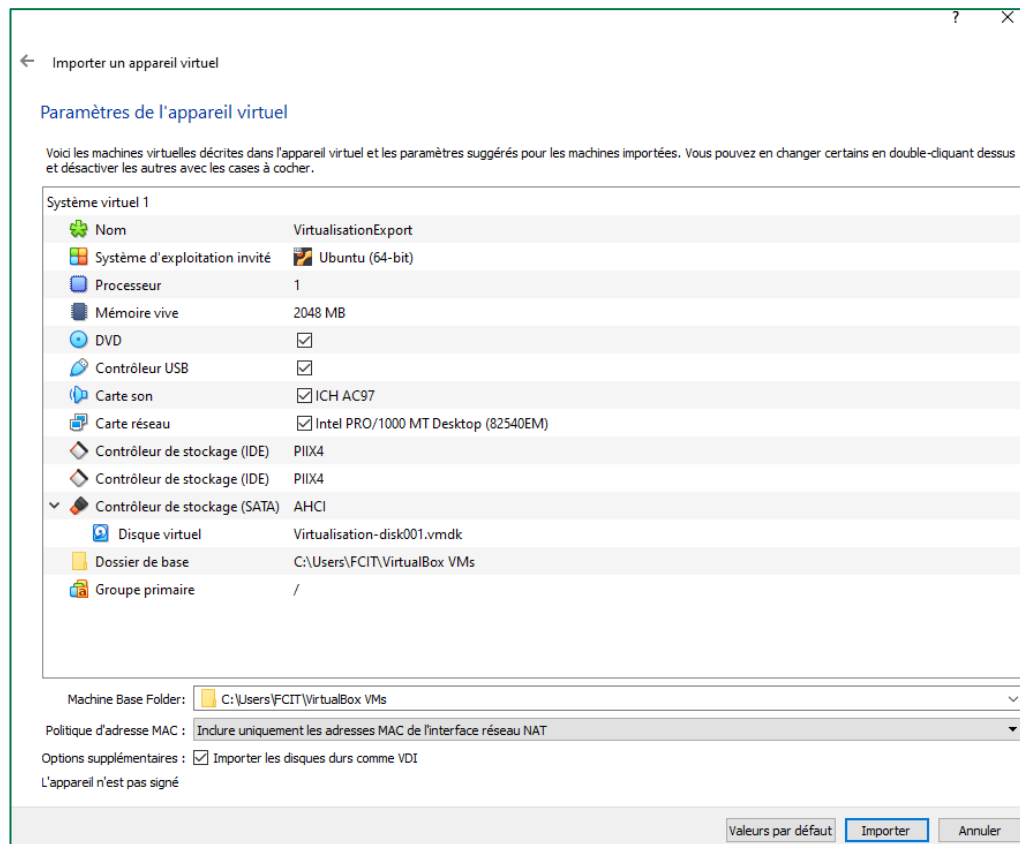 ?
Importer un appareil virtuel
Paramètres de l'appareil virtuel
Voici les machines virtuelles décrites dans l'appareil virtuel et les paramètres suggérés pour les machines importées. Vous pouvez en changer certains en double-cliquant dessus
et désactiver les autres avec les cases à cocher.
Système virtuel 1
Nom VirtualisationExport
Système d'exploitation invité Ubuntu (64-bit)
Processeur 1
Mémoire vive 2048 MB
DVD
Contrôleur USB
Carte son ICH AC97
Carte réseau Intel PRO/1000 MT Desktop (82540EM)
Contrôleur de stockage (IDE) PIIX4
Contrôleur de stockage (IDE) PIIX4
Contrôleur de stockage (SATA) AHCI
Disque virtuel Virtualisation-disk001.vmdk
Dossier de base C:\Users\FCIT\VirtualBox VMs
Groupe primaire /
Machine Base Folder: C:\Users\FCIT\VirtualBox VMs
Politique d'adresse MAC : Inclure uniquement les adresses MAC de l'interface réseau NAT
Options supplémentaires : Importer les disques durs comme VDI
L'appareil n'est pas signé
Valeurs par défaut Importer Annuler